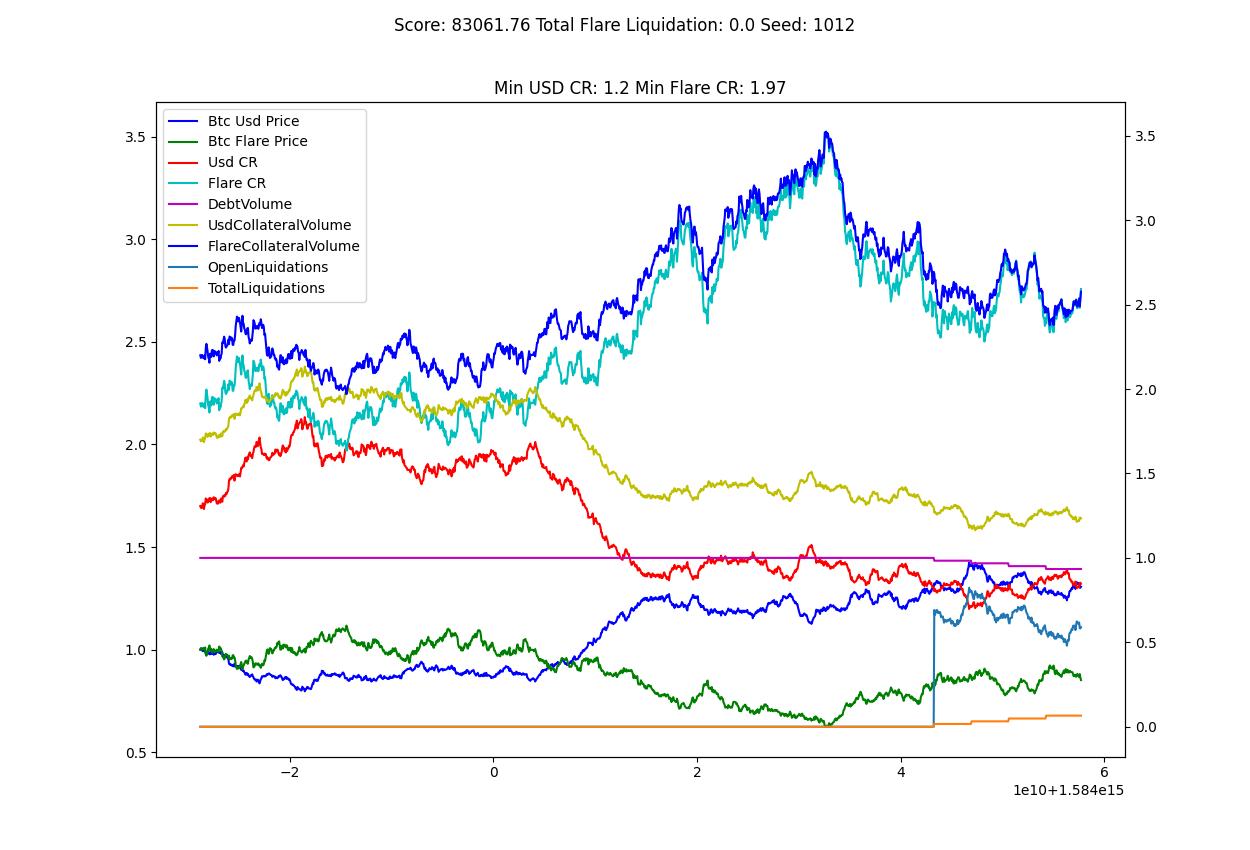 Score: 83061.76 Total Flare Liquidation: 0.0 Seed: 1012
Min USD CR: 1.2 Min Flare CR: 1.97
Btc Usd Price
Btc Flare Price
Usd CR
Flare CR
DebtVolume
UsdCollateralVolume
FlareCollateralVolume
OpenLiquidations
TotalLiquidations
3.5
3.0
2.5
2.0
1.5
1.0
0.5
3.5
3.0
2.5
2.0
1.5
1.0
0.5
0.0
−2 0 2 4 6
1e10+1.584e15